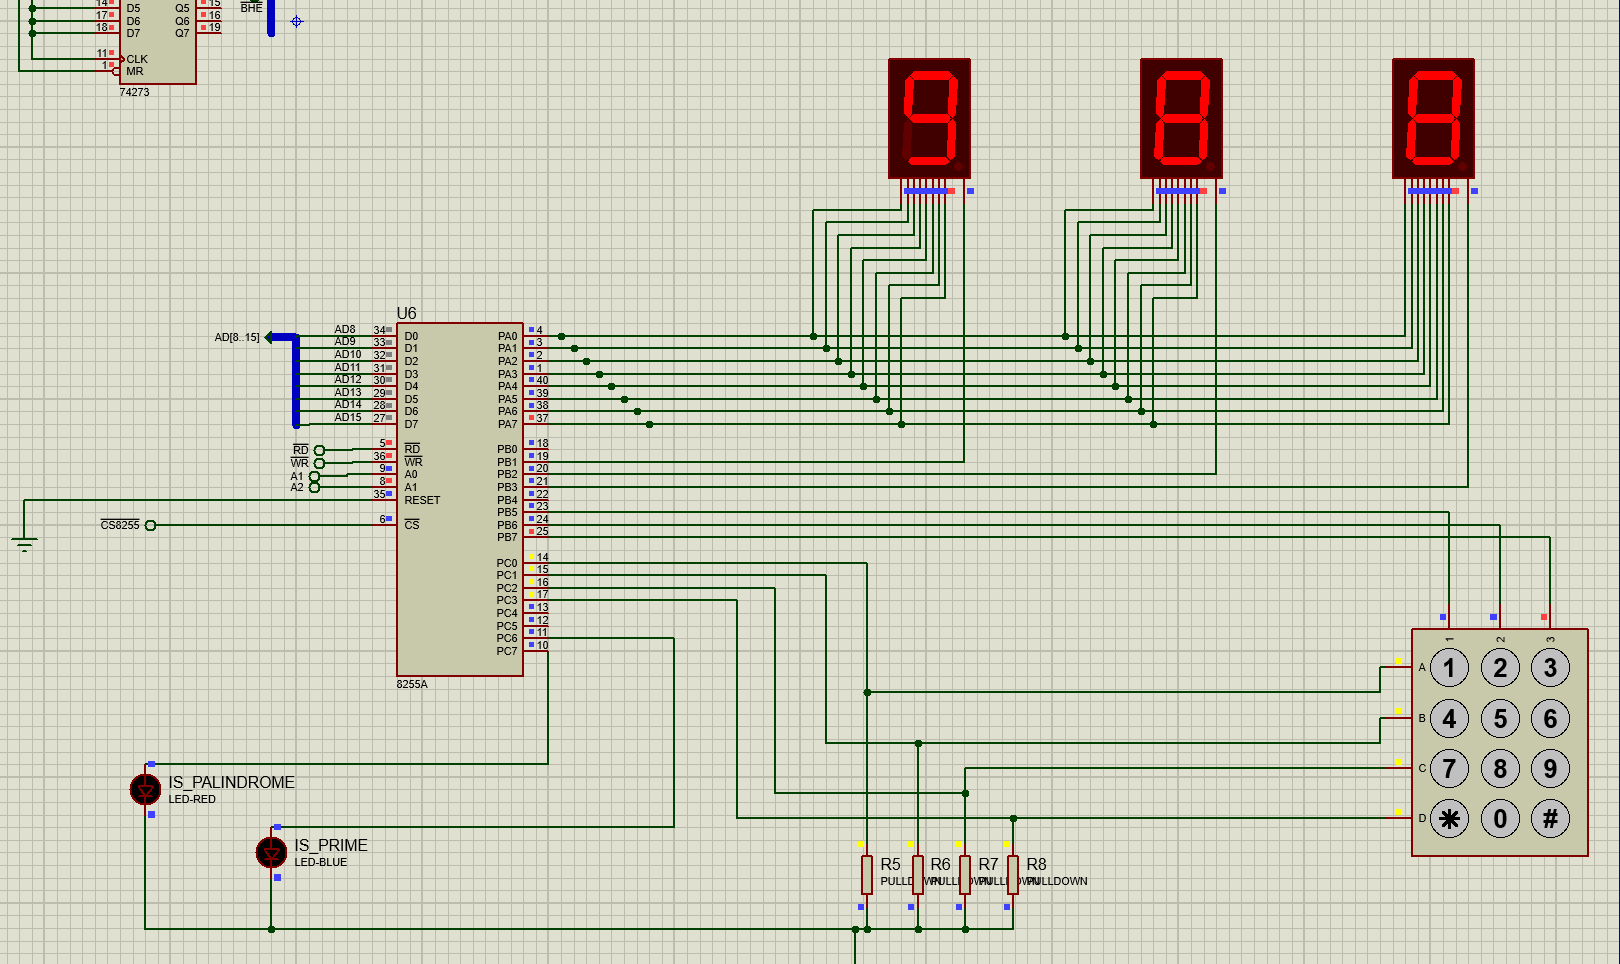 14 D5 Q5 15
17 D6 Q6 16
18 D7 Q7 19
11 CLK
1 MR
74273
BHE
U6
AD[8..15]
AD8 34 D0 PA0 4
AD9 33 D1 PA1 3
AD10 32 D2 PA2 2
AD11 31 D3 PA3 1
AD12 30 D4 PA4 40
AD13 29 D5 PA5 39
AD14 28 D6 PA6 38
AD15 27 D7 PA7 37
RD 5 RD PB0 18
WR 36 WR PB1 19
A1 9 A0 PB2 20
A2 8 A1 PB3 21
35 RESET PB4 22
PB5 23
CS8255 6 CS PB6 24
PB7 25
PC0 14
PC1 15
PC2 16
PC3 17
PC4 13
PC5 12
PC6 11
PC7 10
8255A
9 8 8
1 2 3
A 1 2 3
B 4 5 6
C 7 8 9
D * 0 #
IS_PALINDROME
LED-RED
IS_PRIME
LED-BLUE
R5 R6 R7 R8
PULLDOWN PULLDOWN PULLDOWN PULLDOWN